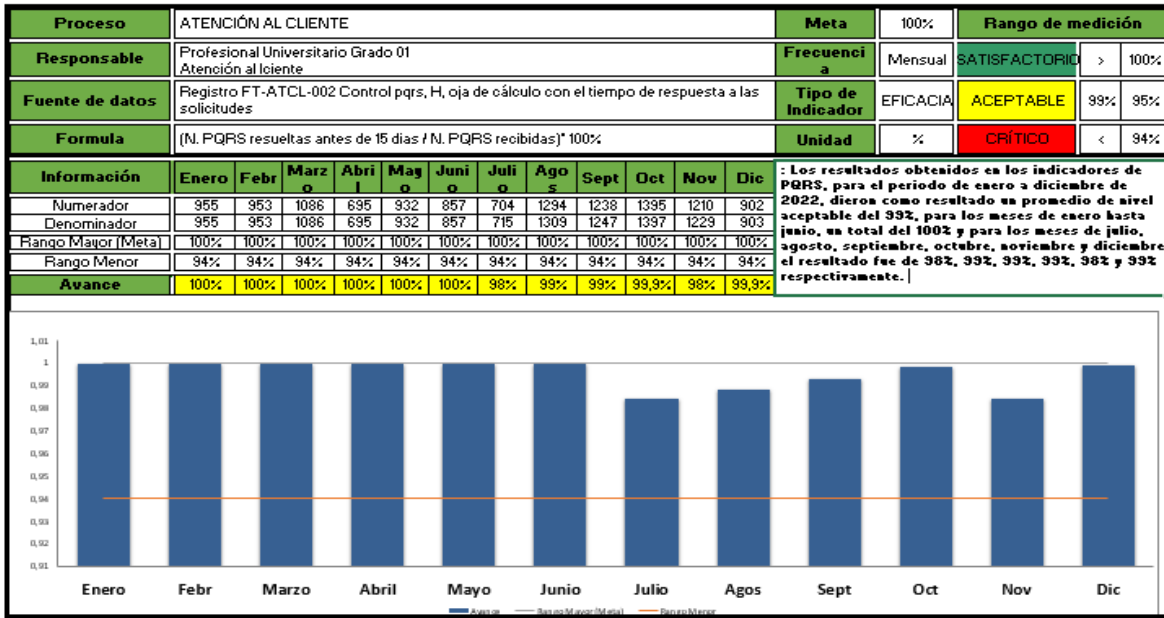 Proceso ATENCIÓN AL CLIENTE Meta 100% Rango de medición
Responsable Profesional Universitario Grado 01
Atención al lciente Frecuenci
a Mensual SATISFACTORIO > 100%
Fuente de datos Registro FT-ATCL-002 Control pqrs, H, oja de cálculo con el tiempo de respuesta a las
solicitudes Tipo de
Indicador EFICACIA ACEPTABLE 99% 95%
Formula (N. PQRS resueltas antes de 15 dias / N. PQRS recibidas)* 100% Unidad % CRÍTICO < 94%
Información Enero Febr Marz
o Abri
l May
o Juni
o Juli
o Ago
s Sept Oct Nov Dic
Numerador 955 953 1086 695 932 857 704 1294 1238 1395 1210 902
Denominador 955 953 1086 695 932 857 715 1309 1247 1397 1229 903
Rango Mayor (Meta) 100% 100% 100% 100% 100% 100% 100% 100% 100% 100% 100% 100%
Rango Menor 94% 94% 94% 94% 94% 94% 94% 94% 94% 94% 94% 94%
Avance 100% 100% 100% 100% 100% 100% 98% 99% 99% 99,9% 98% 99,9%
: Los resultados obtenidos en los indicadores de
PQRS, para el periodo de enero a diciembre de
2022, dieron como resultado un promedio de nivel
aceptable del 99%, para los meses de enero hasta
junio, un total del 100% y para los meses de julio,
agosto, septiembre, octubre, noviembre y diciembre
el resultado fue de 98%, 99%, 99%, 99%, 98% y 99%
respectivamente.
1,01
1
0,99
0,98
0,97
0,96
0,95
0,94
0,93
0,92
0,91
Enero Febr Marzo Abril Mayo Junio Julio Agos Sept Oct Nov Dic
Avance Rango Mayor (Meta) Rango Menor